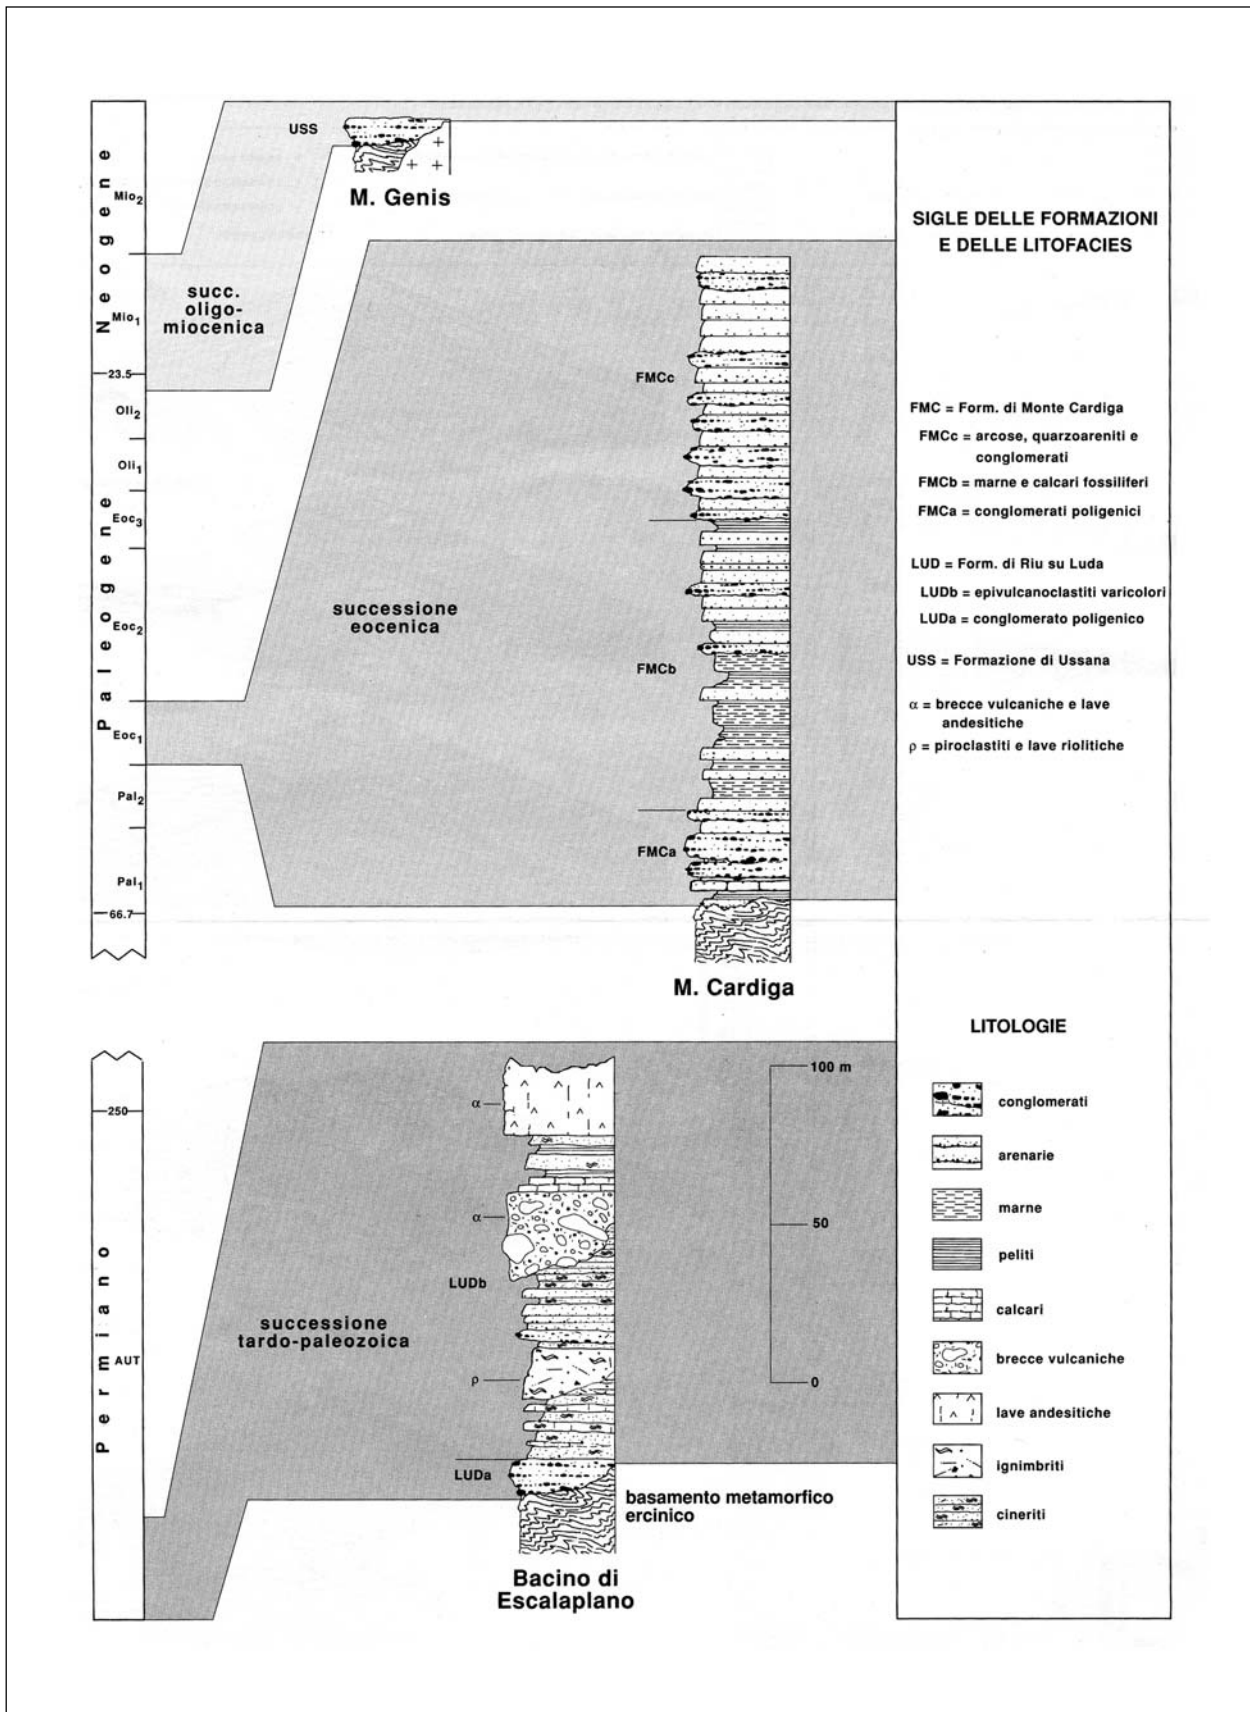 Neogene
Paleogene
Permiano
Mio2
Mio1
23.5
Oli2
Oli1
Eoc3
Eoc2
Eoc1
Pal2
Pal1
66.7
250
AUT
USS
M. Genis
succ.
oligo-
miocenica
successione
eocenica
FMCc
FMCb
FMCa
M. Cardiga
successione
tardo-paleozoica
α
α
LUDb
ρ
LUDa
100 m
50
0
basamento metamorfico
ercinico
Bacino di
Escalaplano
SIGLE DELLE FORMAZIONI
E DELLE LITOFACIES
FMC = Form. di Monte Cardiga
FMCc = arcose, quarzoareniti e
conglomerati
FMCb = marne e calcari fossiliferi
FMCa = conglomerati poligenici
LUD = Form. di Riu su Luda
LUDb = epivulcanoclastiti varicolori
LUDa = conglomerato poligenico
USS = Formazione di Ussana
α = brecce vulcaniche e lave
andesitiche
ρ = piroclastiti e lave riolitiche
LITOLOGIE
conglomerati
arenarie
marne
peliti
calcari
brecce vulcaniche
lave andesitiche
ignimbriti
cineriti